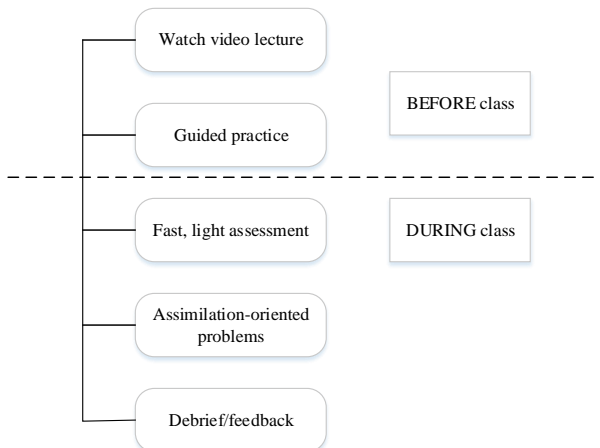 Watch video lecture
BEFORE class
Guided practice
Fast, light assessment
DURING class
Assimilation-oriented
problems
Debrief/feedback